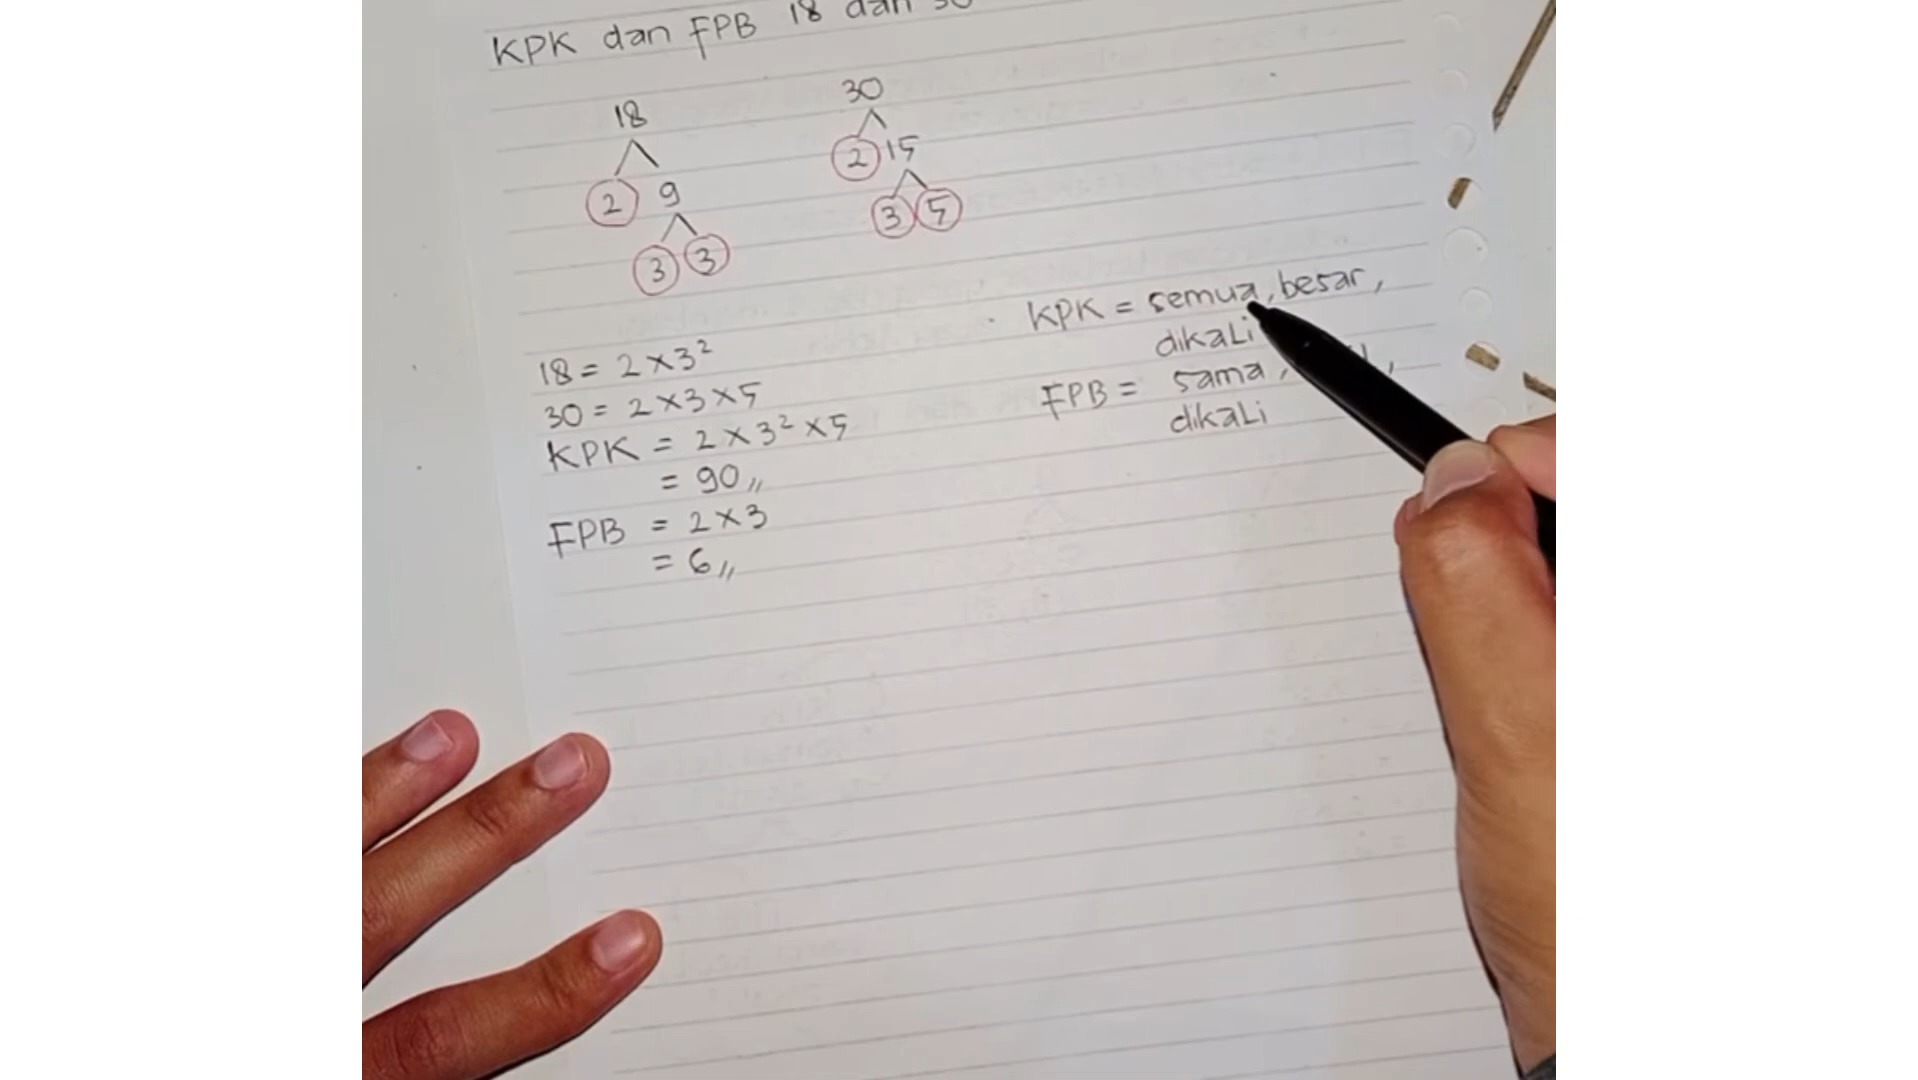 KPK dan FPB 18 dan 30
18
30
2 9
2 15
3 3
3 5
18 = 2 x 3²
30 = 2 x 3 x 5
KPK = 2 x 3² x 5
= 90,,
FPB = 2 x 3
= 6,,
KPK = semua, besar,
dikali
FPB = sama,
dikali